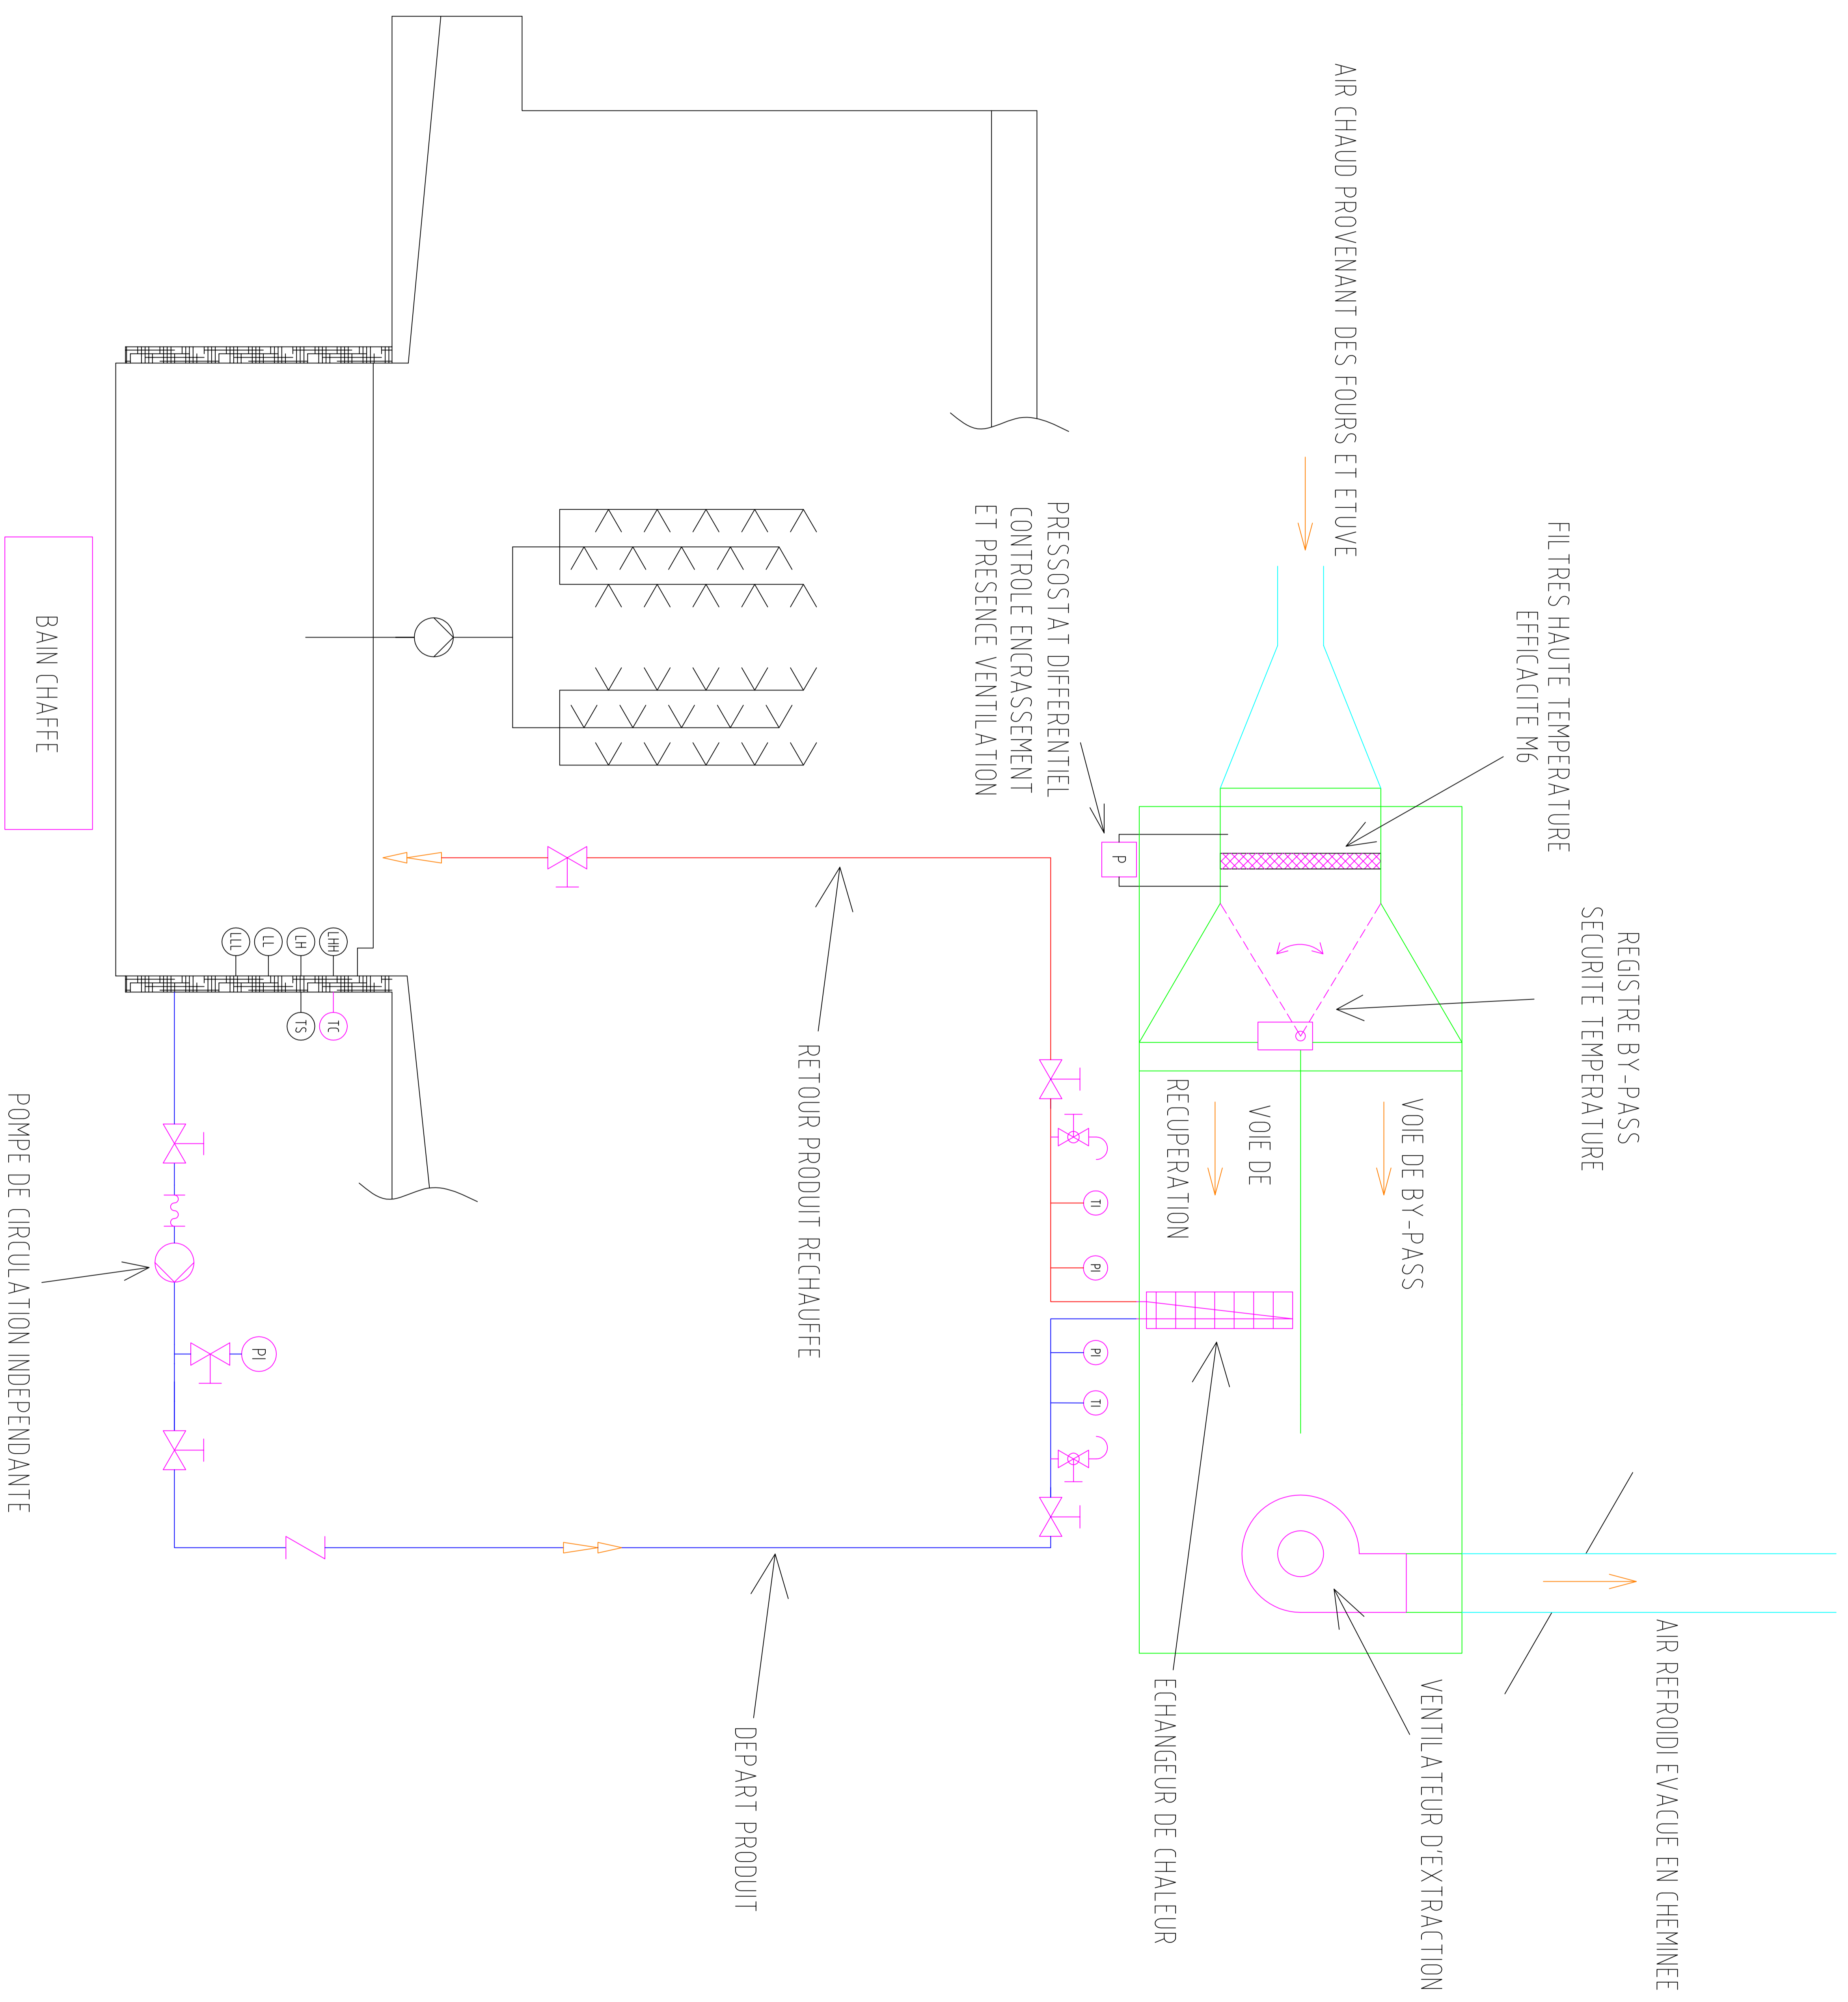 AIR CHAUD PROVENANT DES FOURS ET ETUVE
FILTRES HAUTE TEMPERATURE
EFFICACITE M6
REGISTRE BY-PASS
SECURITE TEMPERATURE
AIR REFROIDI EVACUE EN CHEMINEE
VOIE DE BY-PASS
VENTILATEUR D'EXTRACTION
VOIE DE
RECUPERATION
ECHANGEUR DE CHALEUR
PRESSOSTAT DIFFERENTIEL
CONTROLE ENCRASSEMENT
ET PRESENCE VENTILATION
P
TI
PI
PI
TI
RETOUR PRODUIT RECHAUFFE
DEPART PRODUIT
LHH
LH
LL
LLL
TC
TS
PI
BAIN CHAFFE
POMPE DE CIRCULATION INDEPENDANTE